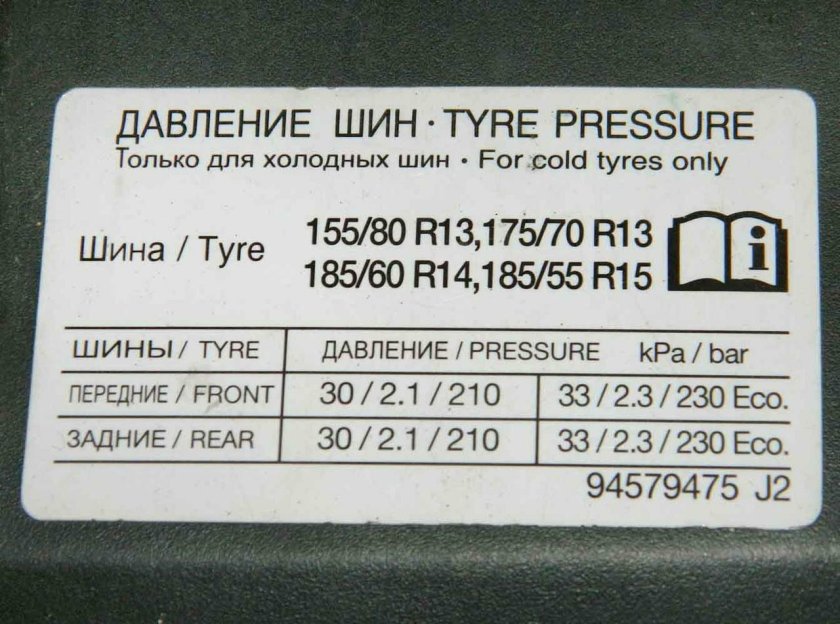 ДАВЛЕНИЕ ШИН · TYRE PRESSURE
Только для холодных шин · For cold tyres only
Шина / Tyre
155/80 R13,175/70 R13
185/60 R14,185/55 R15
i
ШИНЫ / TYRE ДАВЛЕНИЕ / PRESSURE kPa / bar
ПЕРЕДНИЕ / FRONT 30 / 2.1 / 210 33 / 2.3 / 230 Eco.
ЗАДНИЕ / REAR 30 / 2.1 / 210 33 / 2.3 / 230 Eco.
94579475 J2